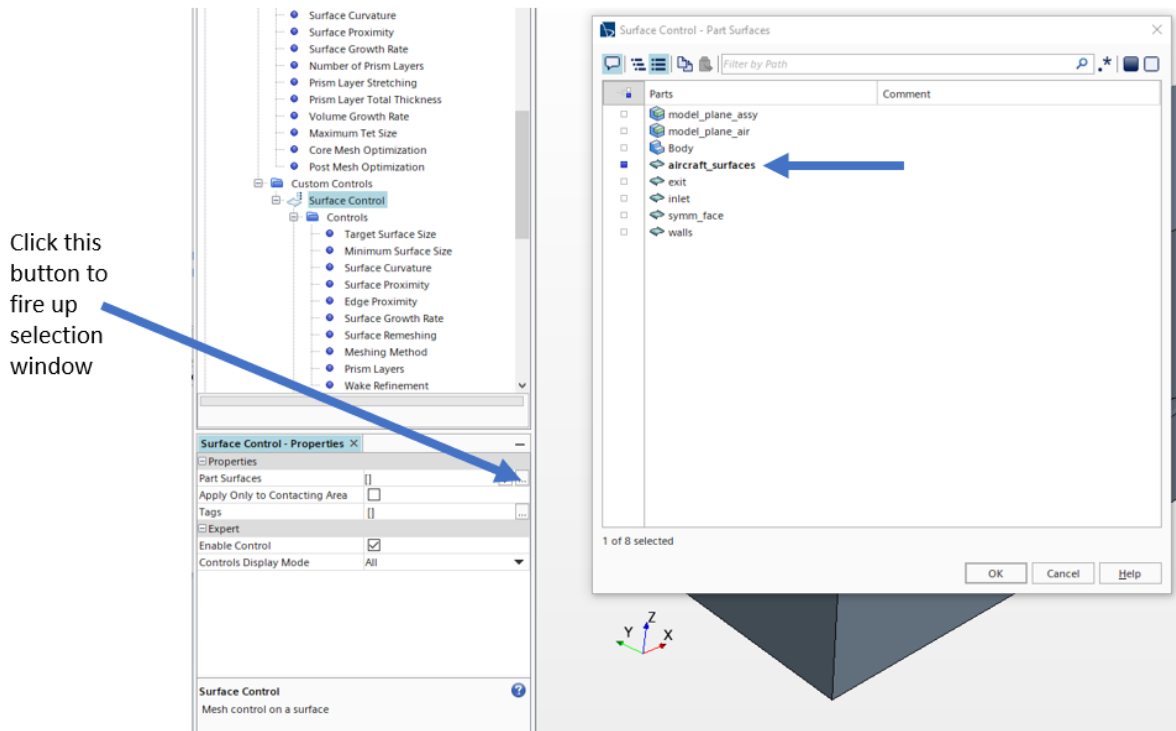 Surface Curvature
Surface Proximity
Surface Growth Rate
Number of Prism Layers
Prism Layer Stretching
Prism Layer Total Thickness
Volume Growth Rate
Maximum Tet Size
Core Mesh Optimization
Post Mesh Optimization
Custom Controls
Surface Control
Controls
Target Surface Size
Minimum Surface Size
Surface Curvature
Surface Proximity
Edge Proximity
Surface Growth Rate
Surface Remeshing
Meshing Method
Prism Layers
Wake Refinement
Click this
button to
fire up
selection
window
Surface Control - Properties ×
Properties
Part Surfaces []
Apply Only to Contacting Area
Tags [] ...
Expert
Enable Control
Controls Display Mode All
Surface Control
Mesh control on a surface
Surface Control - Part Surfaces
Filter by Path .*
Parts Comment
model_plane_assy
model_plane_air
Body
aircraft_surfaces
exit
inlet
symm_face
walls
1 of 8 selected
OK Cancel Help
Z
Y X